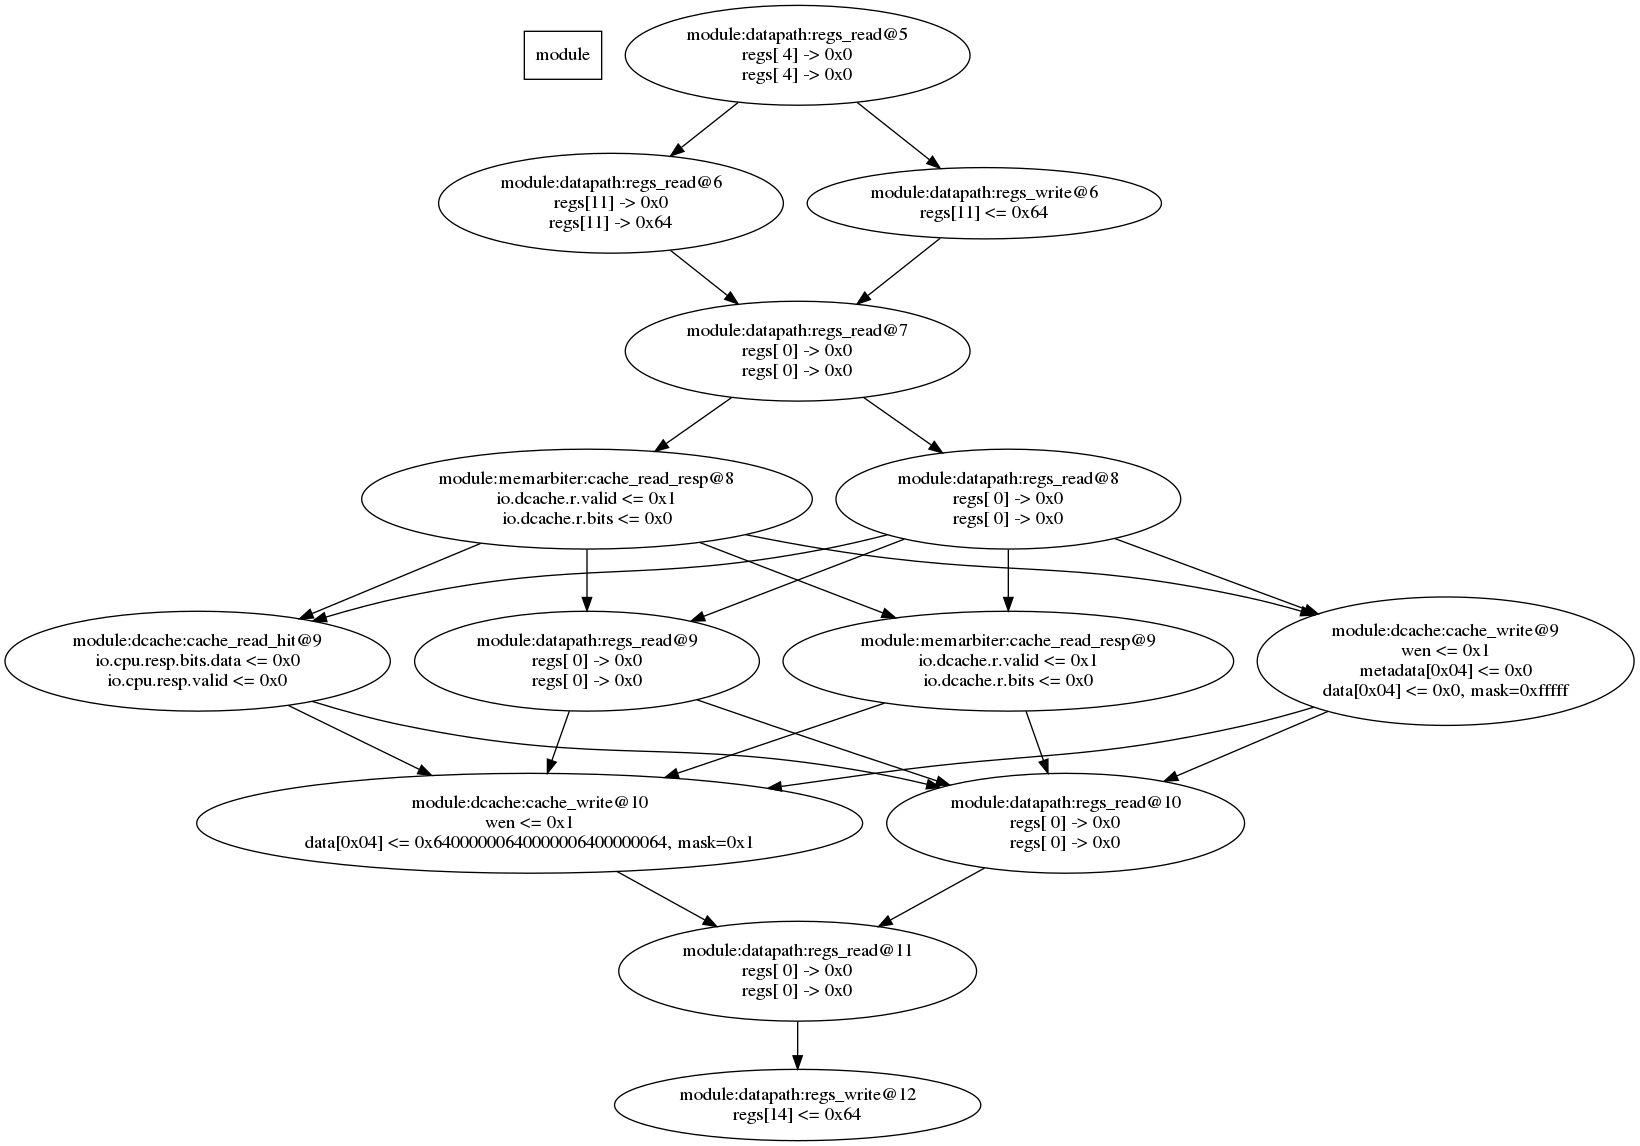 module
module:datapath:regs_read@5
regs[ 4] -> 0x0
regs[ 4] -> 0x0
module:datapath:regs_read@6
regs[11] -> 0x0
regs[11] -> 0x64
module:datapath:regs_write@6
regs[11] <= 0x64
module:datapath:regs_read@7
regs[ 0] -> 0x0
regs[ 0] -> 0x0
module:memarbiter:cache_read_resp@8
io.dcache.r.valid <= 0x1
io.dcache.r.bits <= 0x0
module:datapath:regs_read@8
regs[ 0] -> 0x0
regs[ 0] -> 0x0
module:dcache:cache_read_hit@9
io.cpu.resp.bits.data <= 0x0
io.cpu.resp.valid <= 0x0
module:datapath:regs_read@9
regs[ 0] -> 0x0
regs[ 0] -> 0x0
module:memarbiter:cache_read_resp@9
io.dcache.r.valid <= 0x1
io.dcache.r.bits <= 0x0
module:dcache:cache_write@9
wen <= 0x1
metadata[0x04] <= 0x0
data[0x04] <= 0x0, mask=0xfffff
module:dcache:cache_write@10
wen <= 0x1
data[0x04] <= 0x64000000640000006400000064, mask=0x1
module:datapath:regs_read@10
regs[ 0] -> 0x0
regs[ 0] -> 0x0
module:datapath:regs_read@11
regs[ 0] -> 0x0
regs[ 0] -> 0x0
module:datapath:regs_write@12
regs[14] <= 0x64